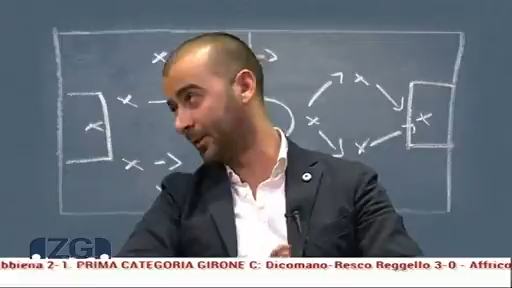 ZG
bbiena 2-1. PRIMA CATEGORIA GIRONE C: Dicomano-Resco Reggello 3-0 - Affrico